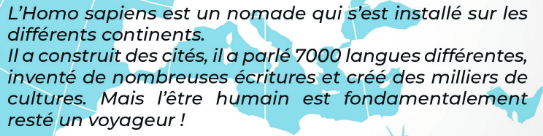 L’Homo sapiens est un nomade qui s’est installé sur les
différents continents.
Il a construit des cités, il a parlé 7000 langues différentes,
inventé de nombreuses écritures et créé des milliers de
cultures. Mais l’être humain est fondamentalement
resté un voyageur !